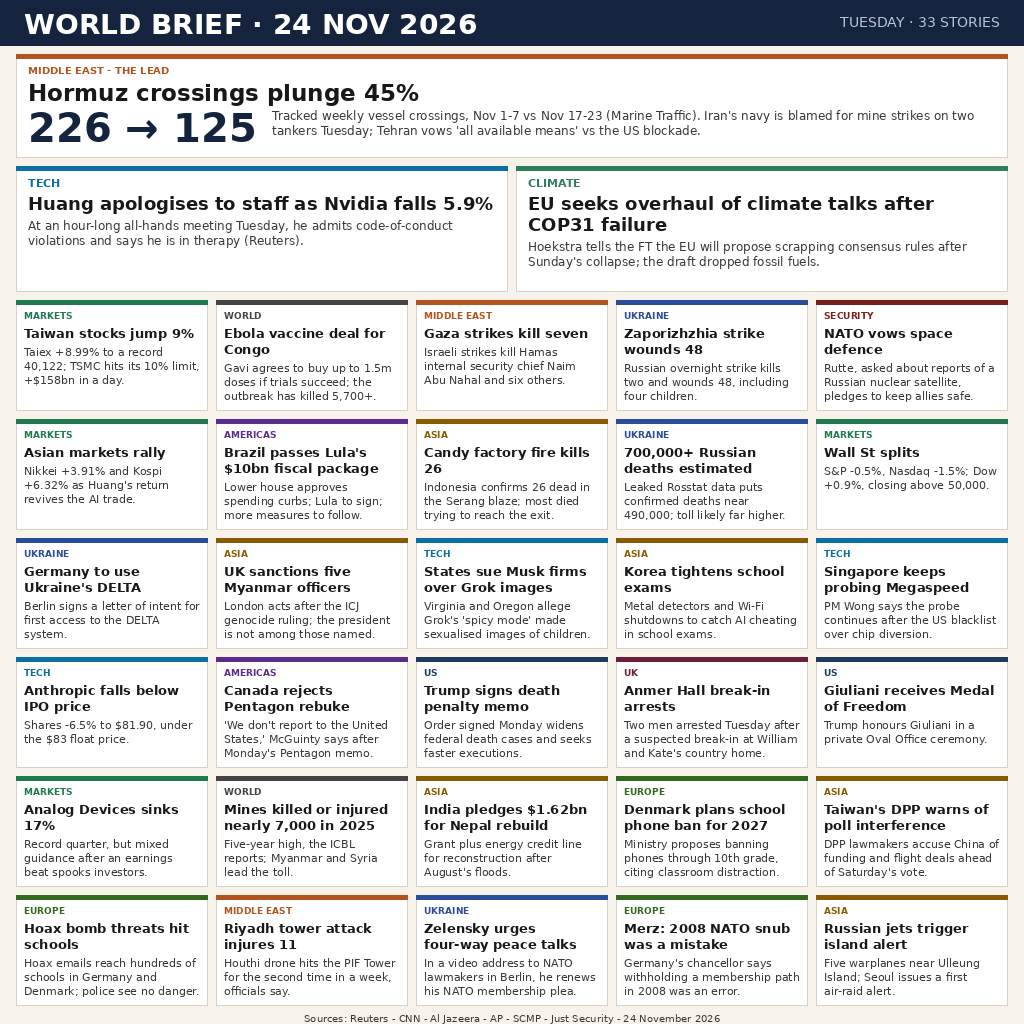 WORLD BRIEF · 24 NOV 2026
TUESDAY · 33 STORIES
MIDDLE EAST - THE LEAD
Hormuz crossings plunge 45%
226 → 125
Tracked weekly vessel crossings, Nov 1-7 vs Nov 17-23 (Marine Traffic). Iran's navy is blamed for mine strikes on two
tankers Tuesday; Tehran vows 'all available means' vs the US blockade.
TECH
Huang apologises to staff as Nvidia falls 5.9%
At an hour-long all-hands meeting Tuesday, he admits code-of-conduct
violations and says he is in therapy (Reuters).
CLIMATE
EU seeks overhaul of climate talks after
COP31 failure
Hoekstra tells the FT the EU will propose scrapping consensus rules after
Sunday's collapse; the draft dropped fossil fuels.
MARKETS
Taiwan stocks jump 9%
Taiex +8.99% to a record
40,122; TSMC hits its 10% limit,
+$158bn in a day.
WORLD
Ebola vaccine deal for
Congo
Gavi agrees to buy up to 1.5m
doses if trials succeed; the
outbreak has killed 5,700+.
MIDDLE EAST
Gaza strikes kill seven
Israeli strikes kill Hamas
internal security chief Naim
Abu Nahal and six others.
UKRAINE
Zaporizhzhia strike
wounds 48
Russian overnight strike kills
two and wounds 48, including
four children.
SECURITY
NATO vows space
defence
Rutte, asked about reports of a
Russian nuclear satellite,
pledges to keep allies safe.
MARKETS
Asian markets rally
Nikkei +3.91% and Kospi
+6.32% as Huang's return
revives the AI trade.
AMERICAS
Brazil passes Lula's
$10bn fiscal package
Lower house approves
spending curbs; Lula to sign;
more measures to follow.
ASIA
Candy factory fire kills
26
Indonesia confirms 26 dead in
the Serang blaze; most died
trying to reach the exit.
UKRAINE
700,000+ Russian
deaths estimated
Leaked Rosstat data puts
confirmed deaths near
490,000; toll likely far higher.
MARKETS
Wall St splits
S&P -0.5%, Nasdaq -1.5%; Dow
+0.9%, closing above 50,000.
UKRAINE
Germany to use
Ukraine's DELTA
Berlin signs a letter of intent for
first access to the DELTA
system.
ASIA
UK sanctions five
Myanmar officers
London acts after the ICJ
genocide ruling; the president
is not among those named.
TECH
States sue Musk firms
over Grok images
Virginia and Oregon allege
Grok's 'spicy mode' made
sexualised images of children.
ASIA
Korea tightens school
exams
Metal detectors and Wi-Fi
shutdowns to catch AI cheating
in school exams.
TECH
Singapore keeps
probing Megaspeed
PM Wong says the probe
continues after the US blacklist
over chip diversion.
TECH
Anthropic falls below
IPO price
Shares -6.5% to $81.90, under
the $83 float price.
AMERICAS
Canada rejects
Pentagon rebuke
'We don't report to the United
States,' McGuinty says after
Monday's Pentagon memo.
US
Trump signs death
penalty memo
Order signed Monday widens
federal death cases and seeks
faster executions.
UK
Anmer Hall break-in
arrests
Two men arrested Tuesday after
a suspected break-in at William
and Kate's country home.
US
Giuliani receives Medal
of Freedom
Trump honours Giuliani in a
private Oval Office ceremony.
MARKETS
Analog Devices sinks
17%
Record quarter, but mixed
guidance after an earnings
beat spooks investors.
WORLD
Mines killed or injured
nearly 7,000 in 2025
Five-year high, the ICBL
reports; Myanmar and Syria
lead the toll.
ASIA
India pledges $1.62bn
for Nepal rebuild
Grant plus energy credit line
for reconstruction after
August's floods.
EUROPE
Denmark plans school
phone ban for 2027
Ministry proposes banning
phones through 10th grade,
citing classroom distraction.
ASIA
Taiwan's DPP warns of
poll interference
DPP lawmakers accuse China of
funding and flight deals ahead
of Saturday's vote.
EUROPE
Hoax bomb threats hit
schools
Hoax emails reach hundreds of
schools in Germany and
Denmark; police see no danger.
MIDDLE EAST
Riyadh tower attack
injures 11
Houthi drone hits the PIF Tower
for the second time in a week,
officials say.
UKRAINE
Zelensky urges
four-way peace talks
In a video address to NATO
lawmakers in Berlin, he renews
his NATO membership plea.
EUROPE
Merz: 2008 NATO snub
was a mistake
Germany's chancellor says
withholding a membership path
in 2008 was an error.
ASIA
Russian jets trigger
island alert
Five warplanes near Ulleung
Island; Seoul issues a first
air-raid alert.
Sources: Reuters - CNN - Al Jazeera - AP - SCMP - Just Security - 24 November 2026